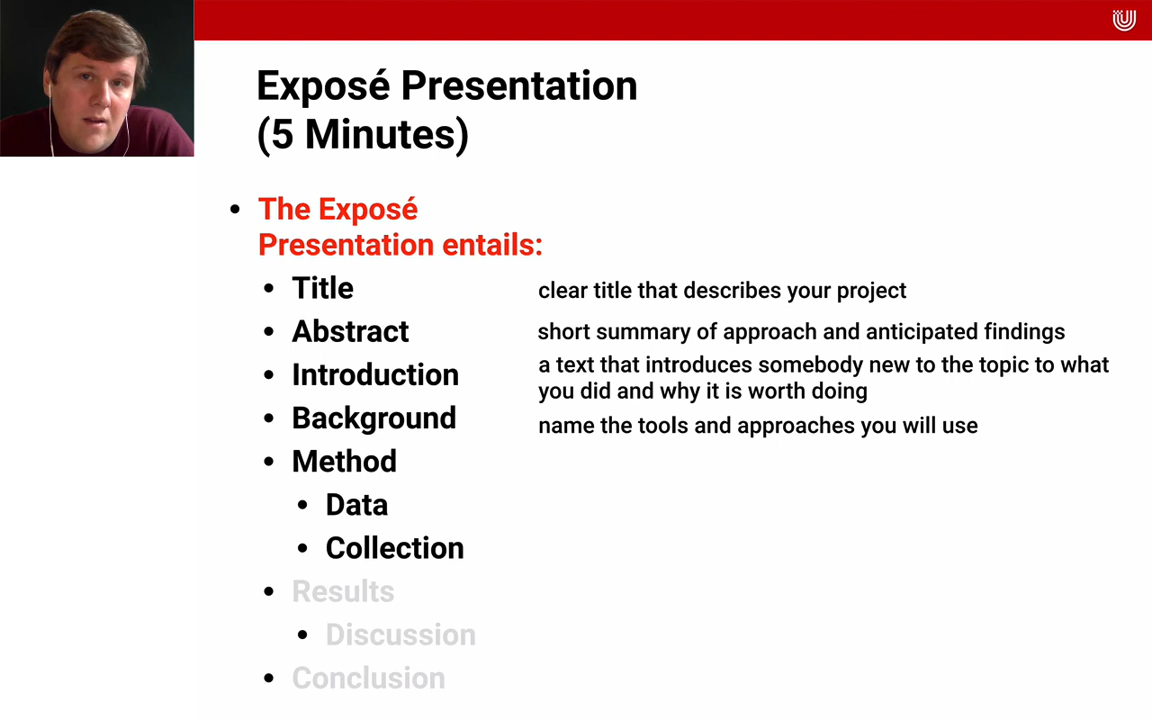 Exposé Presentation
(5 Minutes)
The Exposé
Presentation entails:
Title
clear title that describes your project
Abstract
short summary of approach and anticipated findings
Introduction
a text that introduces somebody new to the topic to what
you did and why it is worth doing
Background
name the tools and approaches you will use
Method
Data
Collection
Results
Discussion
Conclusion